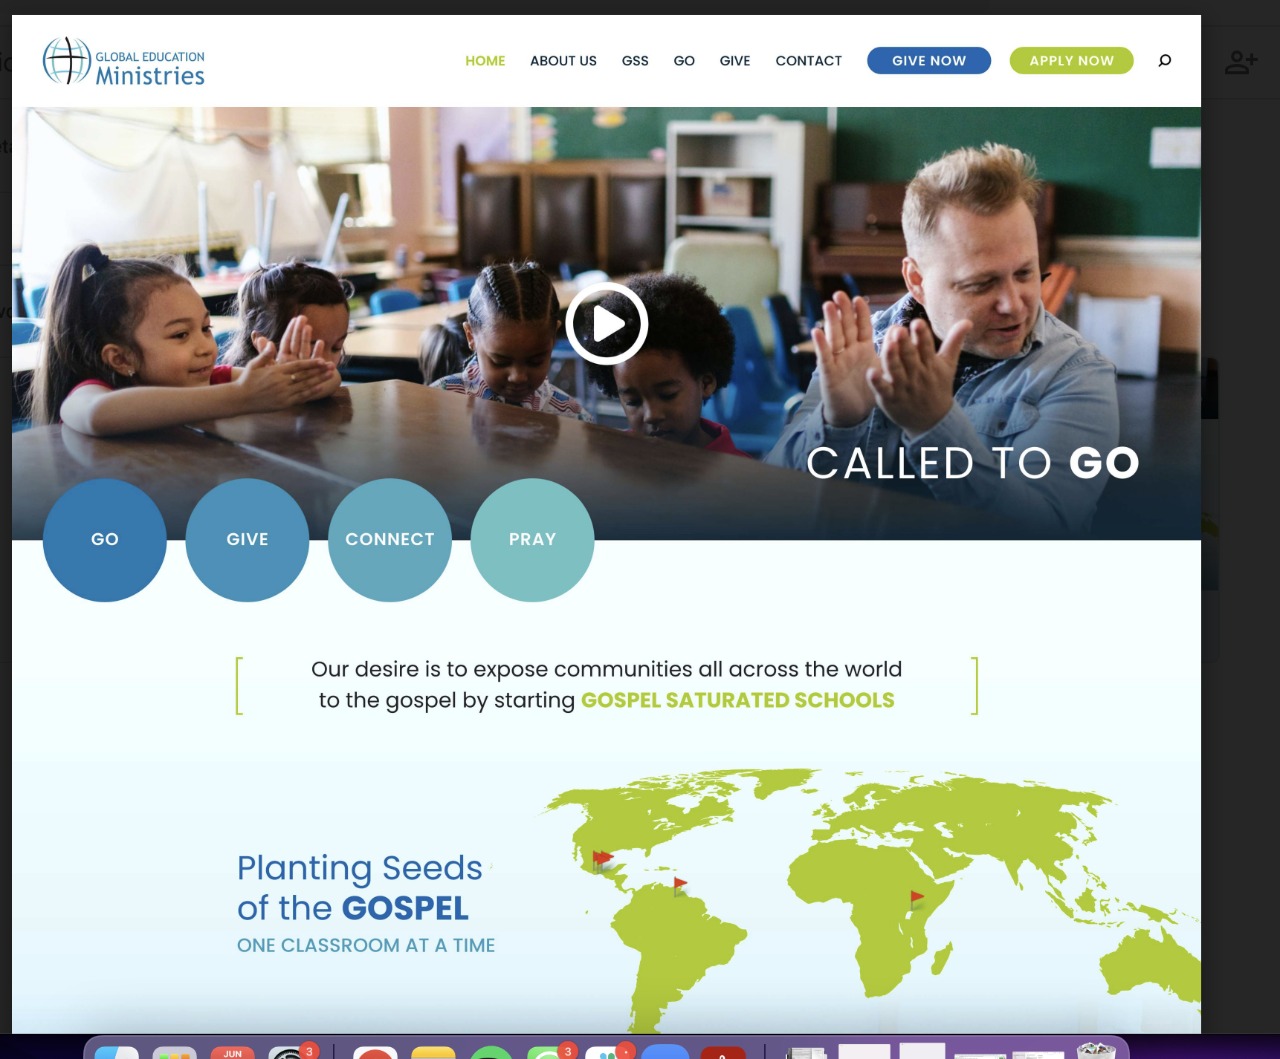 GLOBAL EDUCATION
Ministries
HOME ABOUT US GSS GO GIVE CONTACT GIVE NOW APPLY NOW
CALLED TO GO
GO GIVE CONNECT PRAY
Our desire is to expose communities all across the world
to the gospel by starting GOSPEL SATURATED SCHOOLS
Planting Seeds
of the GOSPEL
ONE CLASSROOM AT A TIME
JUN 3 3